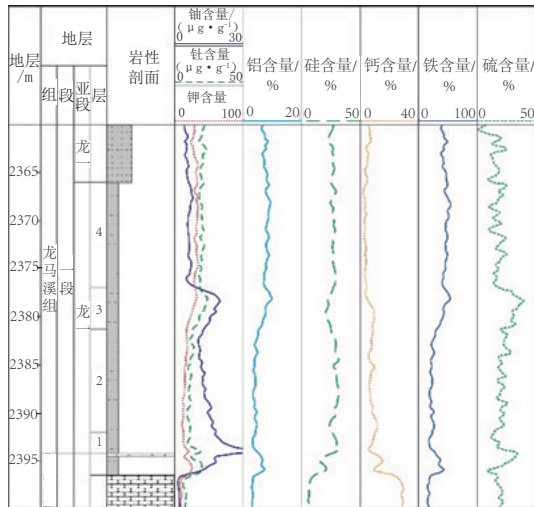 地层
/m
地层
组
段
亚段
层
岩性
剖面
铀含量/
(μg·g⁻¹)
0 30
钍含量/
(μg·g⁻¹)
0 50
钾含量
0 100
铝含量/
%
0 20
硅含量/
%
0 50
钙含量/
%
0 40
铁含量/
%
0 100
硫含量/
%
0 50
2365
2370
2375
2380
2385
2390
2395
龙马溪组
一段
龙一
龙一
4
3
2
1